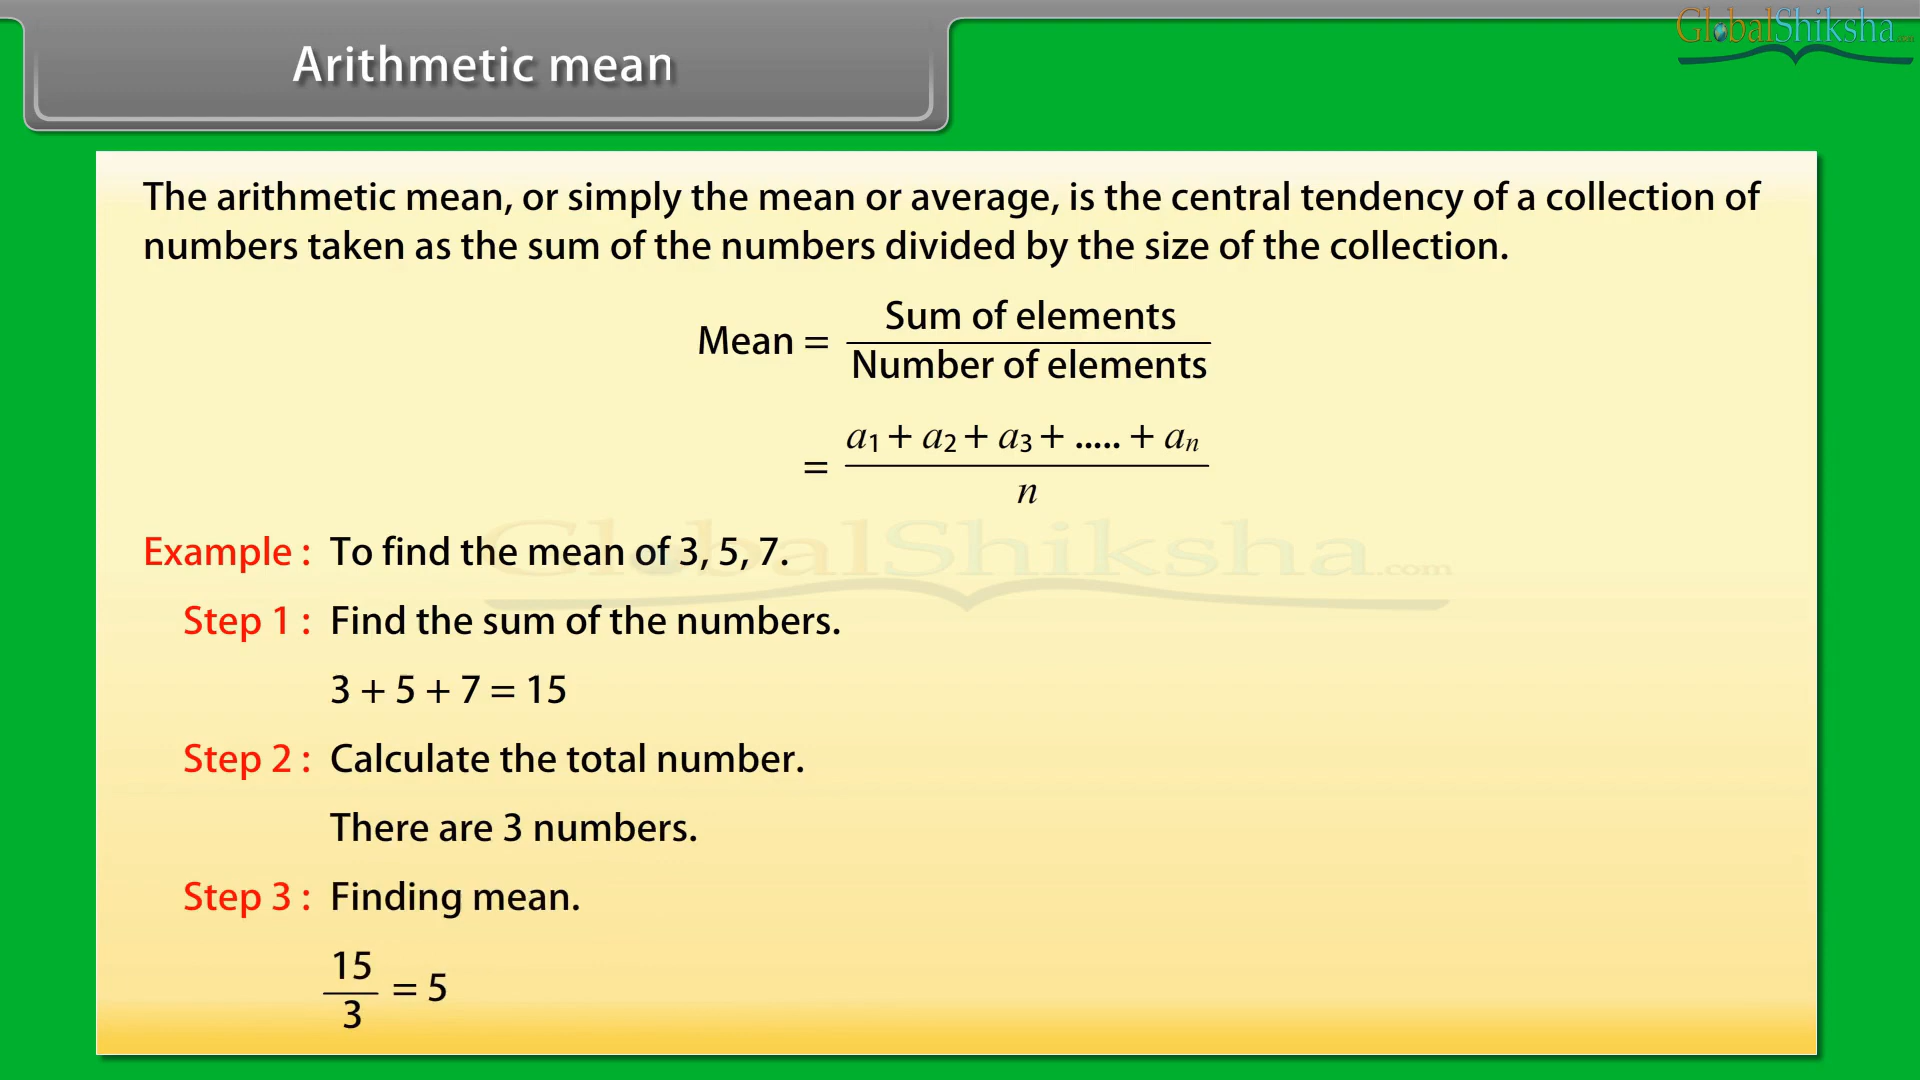 Arithmetic mean
GlobalShiksha.com
The arithmetic mean, or simply the mean or average, is the central tendency of a collection of
numbers taken as the sum of the numbers divided by the size of the collection.
Mean = Sum of elements / Number of elements
= a₁ + a₂ + a₃ + ..... + aₙ / n
GlobalShiksha.com
Example : To find the mean of 3, 5, 7.
Step 1 : Find the sum of the numbers.
3 + 5 + 7 = 15
Step 2 : Calculate the total number.
There are 3 numbers.
Step 3 : Finding mean.
15 / 3 = 5